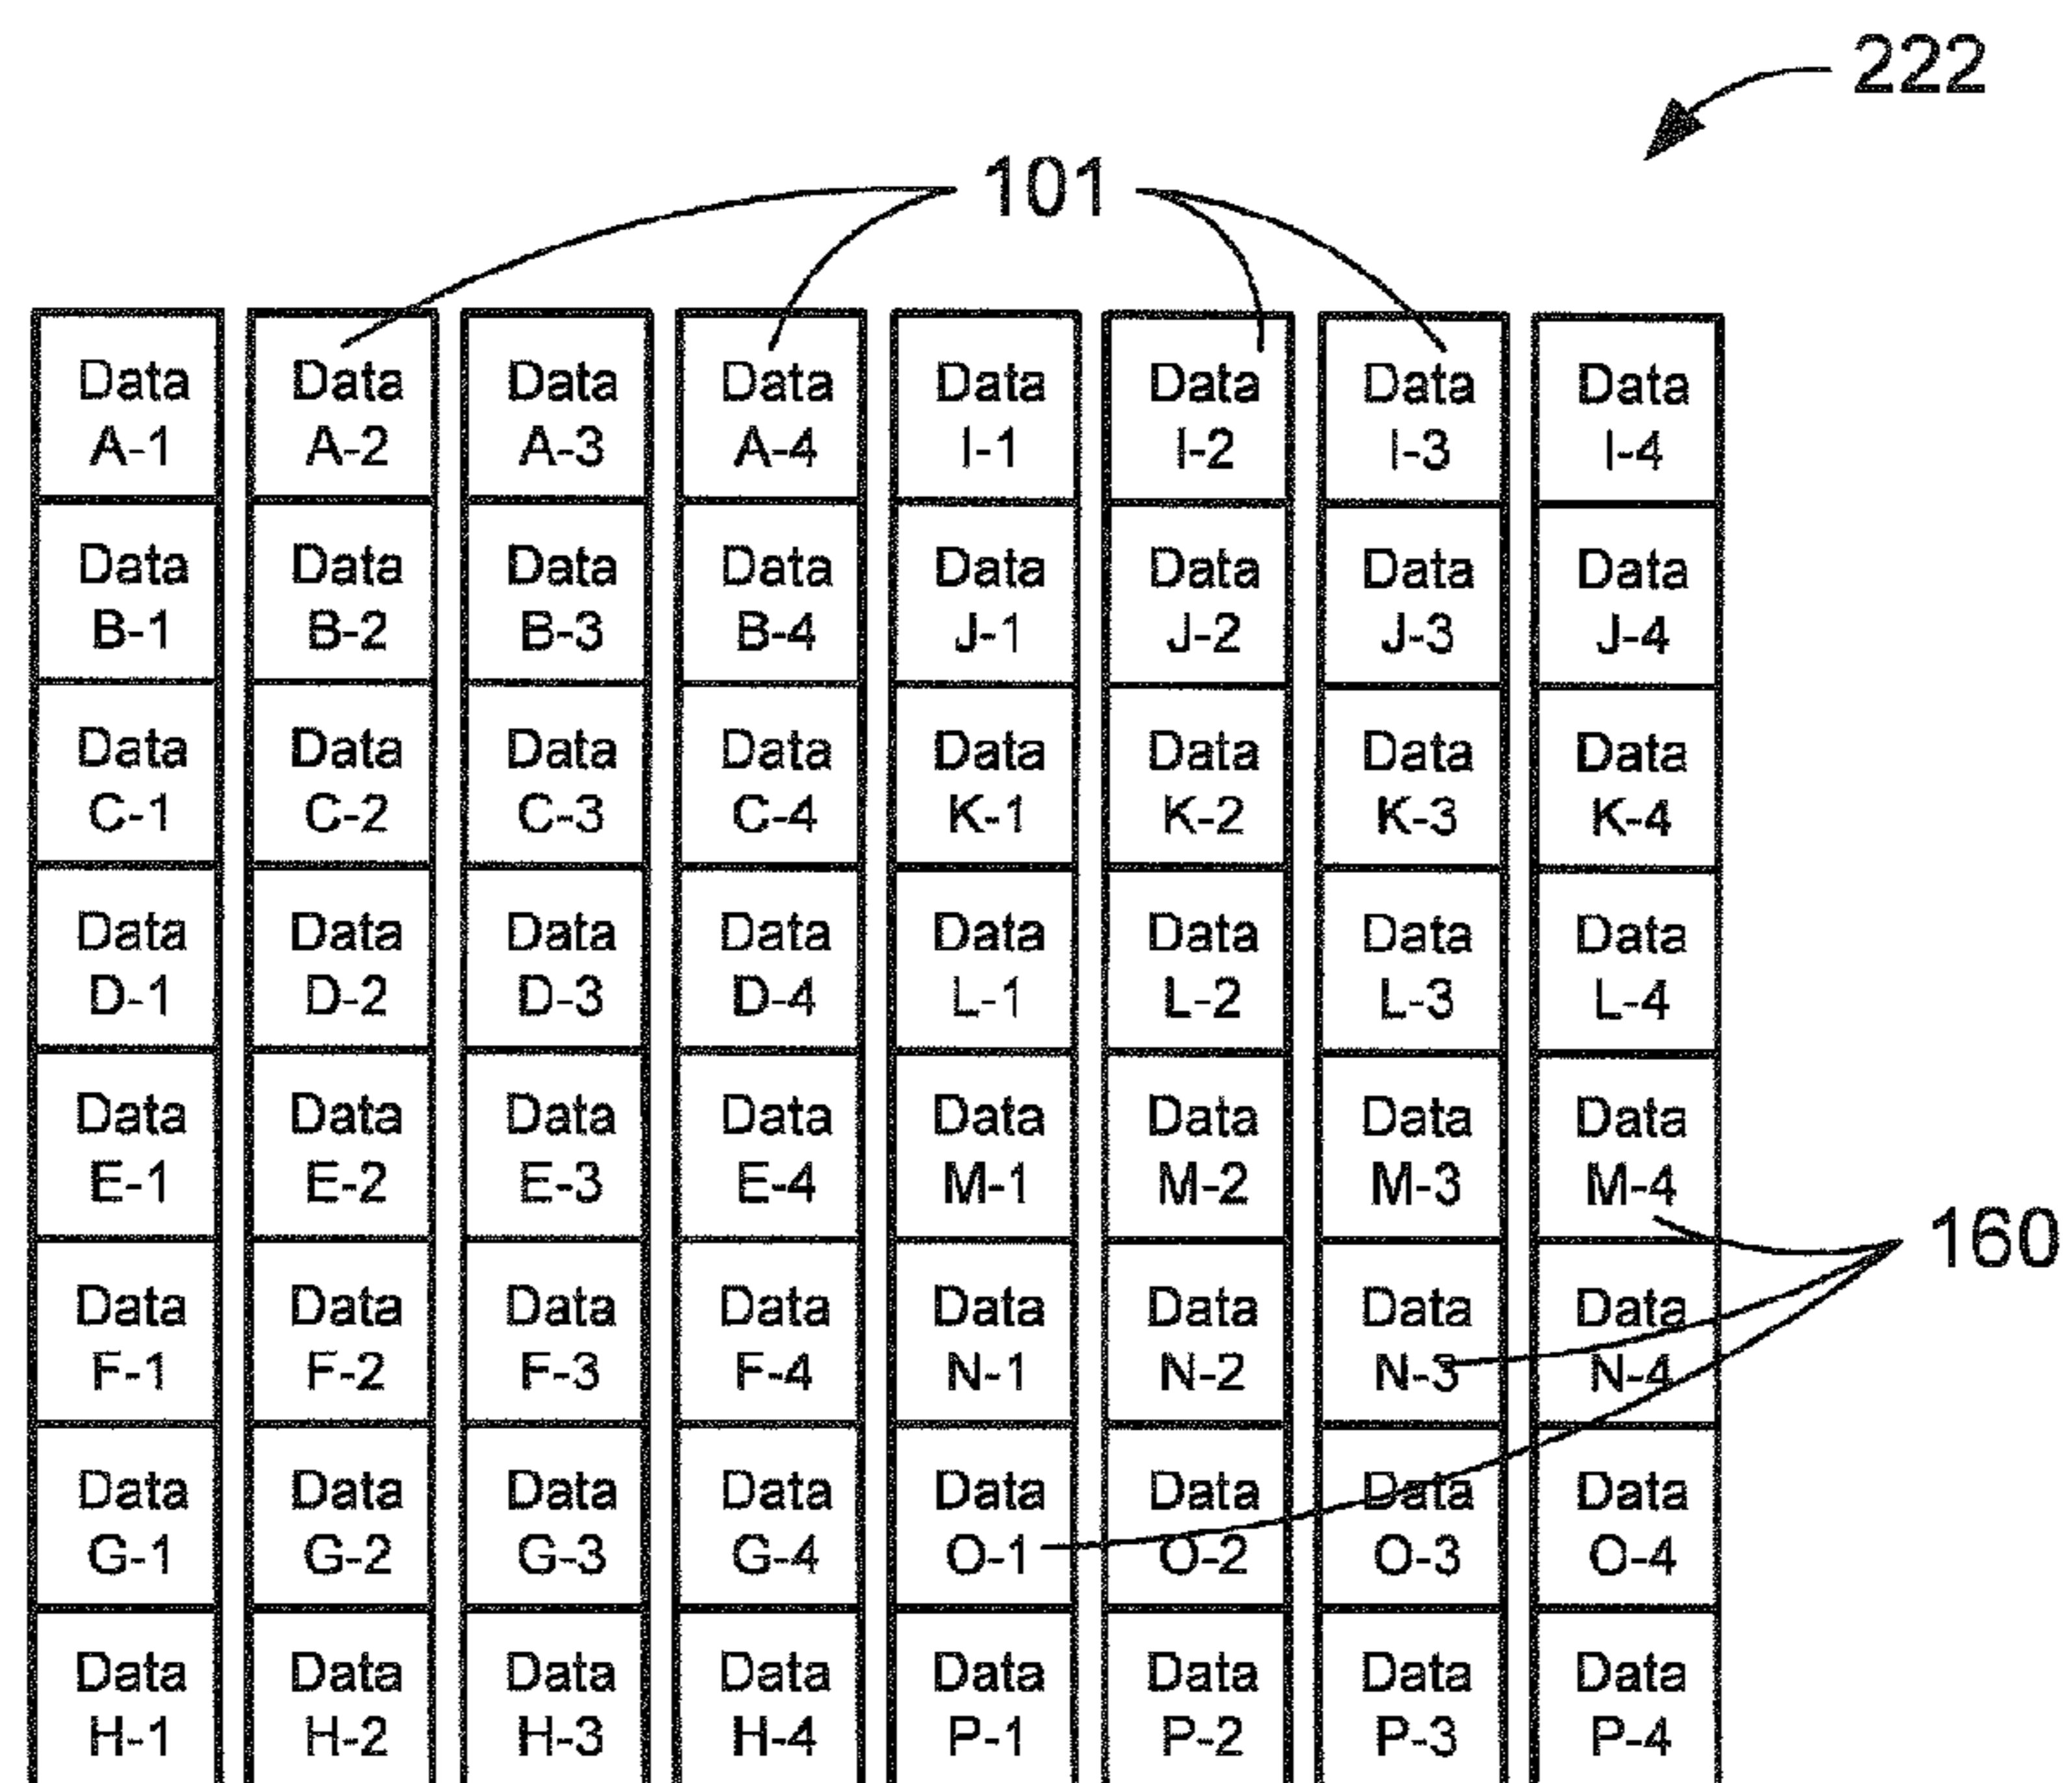 222
101
Data Data Data Data Data Data Data Data
A-1 A-2 A-3 A-4 I-1 I-2 I-3 I-4
Data Data Data Data Data Data Data Data
B-1 B-2 B-3 B-4 J-1 J-2 J-3 J-4
Data Data Data Data Data Data Data Data
C-1 C-2 C-3 C-4 K-1 K-2 K-3 K-4
Data Data Data Data Data Data Data Data
D-1 D-2 D-3 D-4 L-1 L-2 L-3 L-4
Data Data Data Data Data Data Data Data
E-1 E-2 E-3 E-4 M-1 M-2 M-3 M-4
160
Data Data Data Data Data Data Data Data
F-1 F-2 F-3 F-4 N-1 N-2 N-3 N-4
Data Data Data Data Data Data Data Data
G-1 G-2 G-3 G-4 O-1 O-2 O-3 O-4
Data Data Data Data Data Data Data Data
H-1 H-2 H-3 H-4 P-1 P-2 P-3 P-4